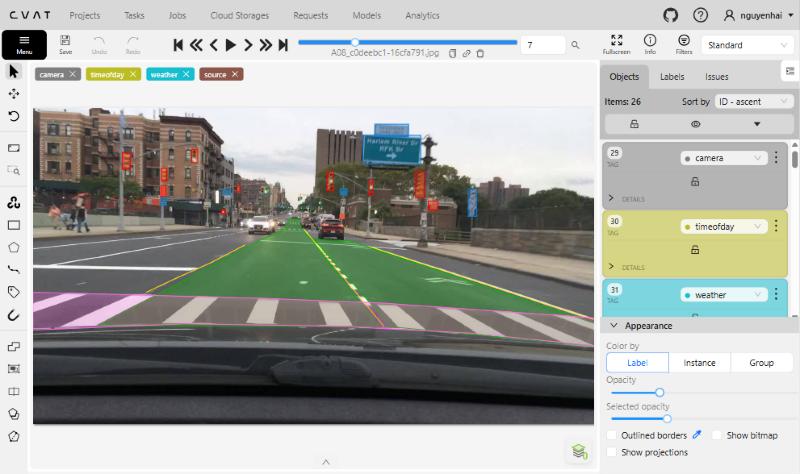 CVAT Projects Tasks Jobs Cloud Storages Requests Models Analytics nguyenhai
Menu Save Undo Redo A08_c0deebc1-16cfa791.jpg 7 Fullscreen Info Filters Standard
camera timeofday weather source
Objects Labels Issues
Items: 26 Sort by ID - ascent
29 TAG camera
DETAILS
30 TAG timeofday
DETAILS
31 TAG weather
Harlem River Dr
RFK Br
Appearance
Color by
Label Instance Group
Opacity
Selected opacity
Outlined borders Show bitmap
Show projections